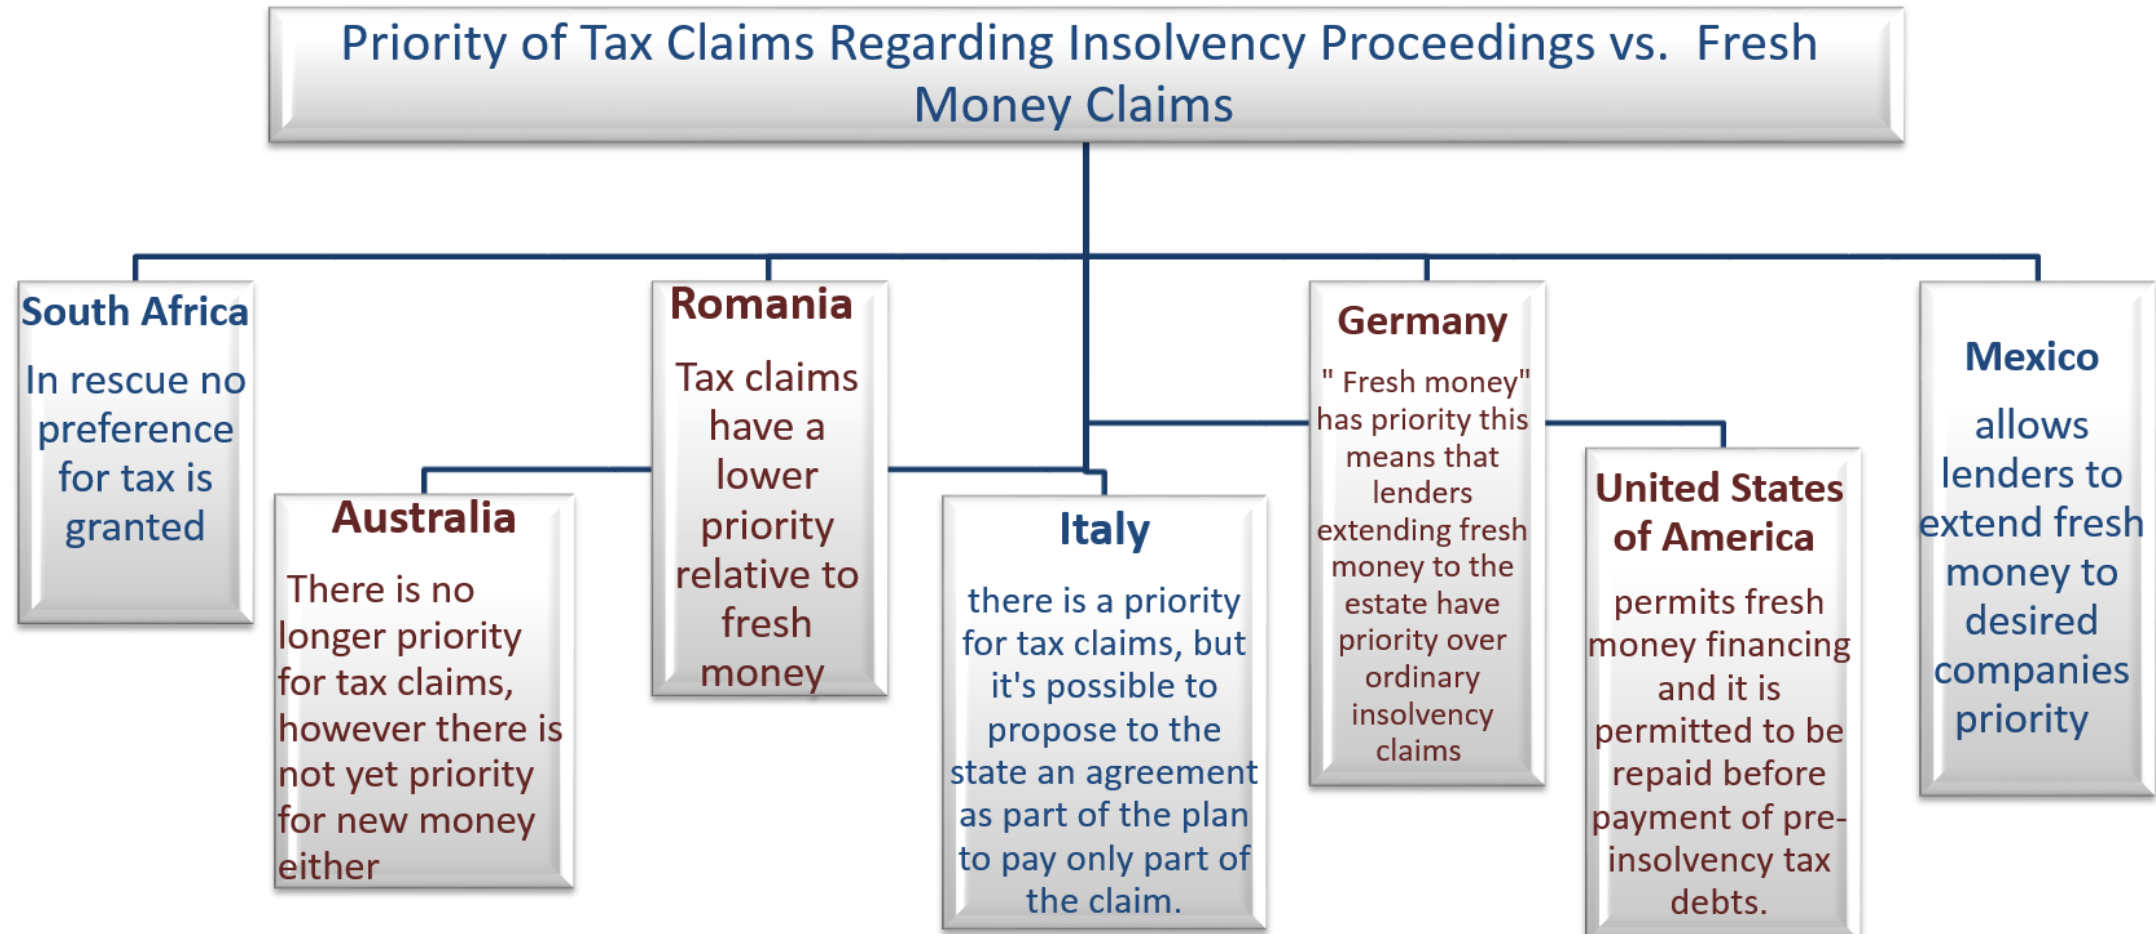 Priority of Tax Claims Regarding Insolvency Proceedings vs. Fresh
Money Claims
South Africa
In rescue no
preference
for tax is
granted
Australia
There is no
longer priority
for tax claims,
however there is
not yet priority
for new money
either
Romania
Tax claims
have a
lower
priority
relative to
fresh
money
Italy
there is a priority
for tax claims, but
it's possible to
propose to the
state an agreement
as part of the plan
to pay only part of
the claim.
Germany
" Fresh money"
has priority this
means that
lenders
extending fresh
money to the
estate have
priority over
ordinary
insolvency
claims
United States
of America
permits fresh
money financing
and it is
permitted to be
repaid before
payment of pre-
insolvency tax
debts.
Mexico
allows
lenders to
extend fresh
money to
desired
companies
priority